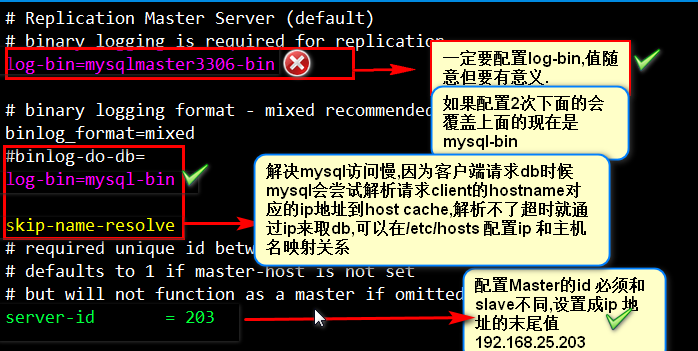 # Replication Master Server (default)
# binary logging is required for replication
log-bin=mysqlmaster3306-bin
一定要配置log-bin,值随
意但要有意义.
如果配置2次下面的会
覆盖上面的现在是
mysql-bin
# binary logging format - mixed recommended
binlog_format=mixed
#binlog-do-db=
log-bin=mysql-bin
skip-name-resolve
解决mysql访问慢,因为客户端请求db时候
mysql会尝试解析请求client的hostname对
应的ip地址到host cache,解析不了超时就通
过ip来取db,可以在/etc/hosts 配置ip 和主机
名映射关系
# required unique id betw
# defaults to 1 if master-host is not set
# but will not function as a master if omitted
server-id = 203
配置Master的id 必须和
slave不同,设置成ip 地
址的末尾值
192.168.25.203